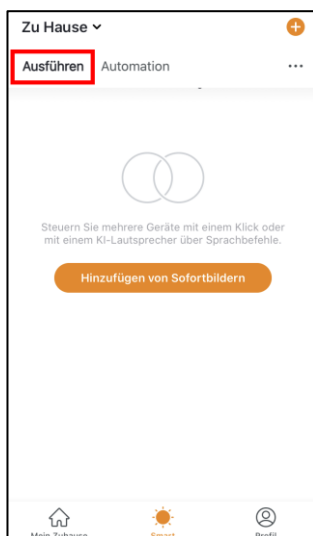 Zu Hause
Ausführen Automation
Steuern Sie mehrere Geräte mit einem Klick oder
mit einem KI-Lautsprecher über Sprachbefehle.
Hinzufügen von Sofortbildern
Mein Zuhause Smart Profil